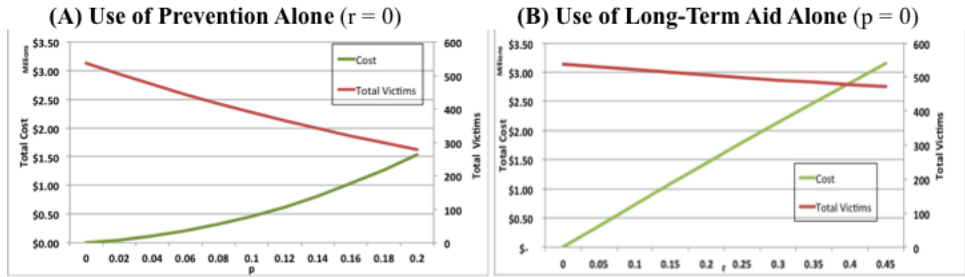 (A) Use of Prevention Alone (r = 0)
$3.50
$3.00
$2.50
$2.00
$1.50
$1.00
$0.50
$0.00
Millions
Total Cost
600
500
400
300
200
100
0
Total Victims
Cost
Total Victims
0 0.02 0.04 0.06 0.08 0.1 0.12 0.14 0.16 0.18 0.2
p
(B) Use of Long-Term Aid Alone (p = 0)
$3.50
$3.00
$2.50
$2.00
$1.50
$1.00
$0.50
$-
Millions
Total Cost
600
500
400
300
200
100
0
Total Victims
Cost
Total Victims
0 0.05 0.1 0.15 0.2 0.25 0.3 0.35 0.4 0.45
r